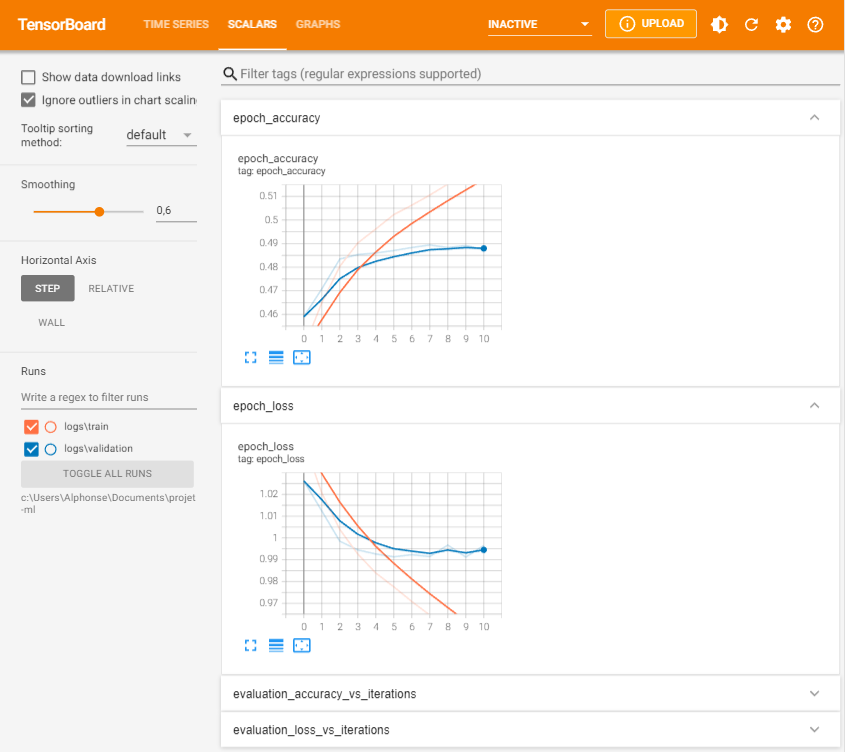 TensorBoard TIME SERIES SCALARS GRAPHS INACTIVE UPLOAD
Show data download links
Ignore outliers in chart scalin
Tooltip sorting
method:
default
Smoothing
0,6
Horizontal Axis
STEP RELATIVE
WALL
Runs
Write a regex to filter runs
logs\train
logs\validation
TOGGLE ALL RUNS
c:\Users\Alphonse\Documents\projet
-ml
Filter tags (regular expressions supported)
epoch_accuracy
epoch_accuracy
tag: epoch_accuracy
0.51
0.5
0.49
0.48
0.47
0.46
0 1 2 3 4 5 6 7 8 9 10
epoch_loss
epoch_loss
tag: epoch_loss
1.02
1.01
1
0.99
0.98
0.97
0 1 2 3 4 5 6 7 8 9 10
evaluation_accuracy_vs_iterations
evaluation_loss_vs_iterations